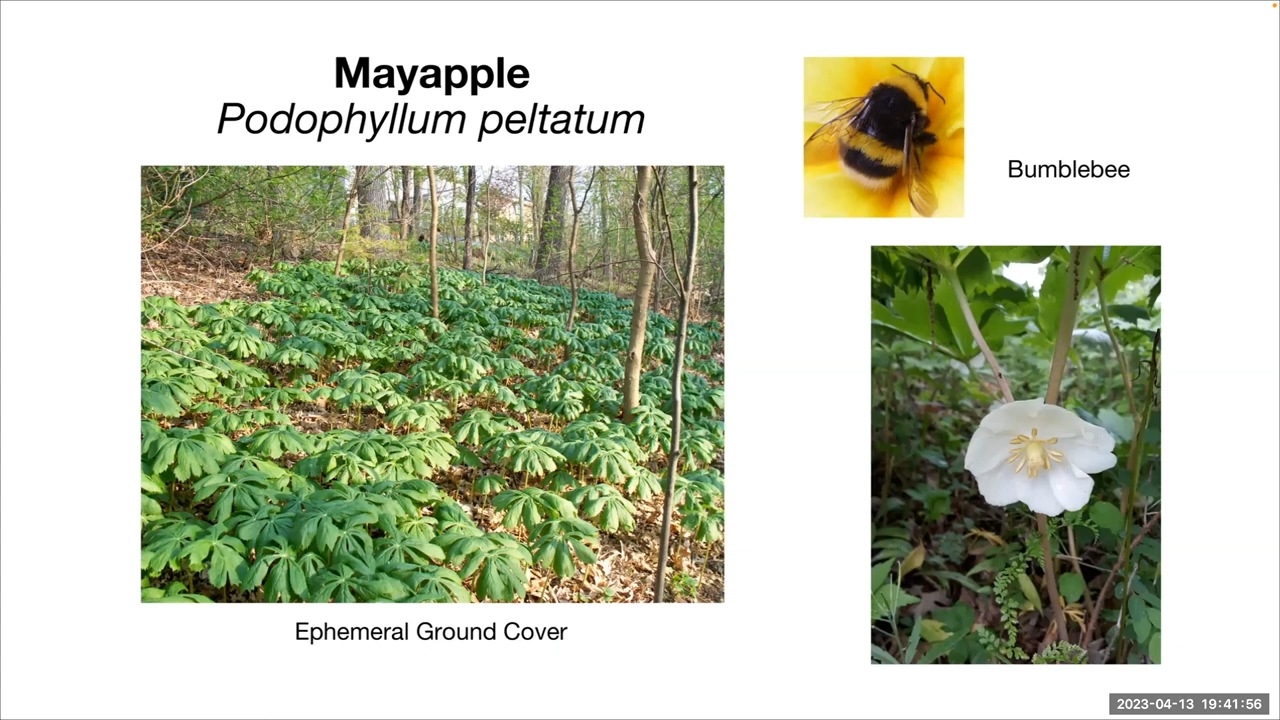 Mayapple
Podophyllum peltatum
Bumblebee
Ephemeral Ground Cover
2023-04-13 19:41:56